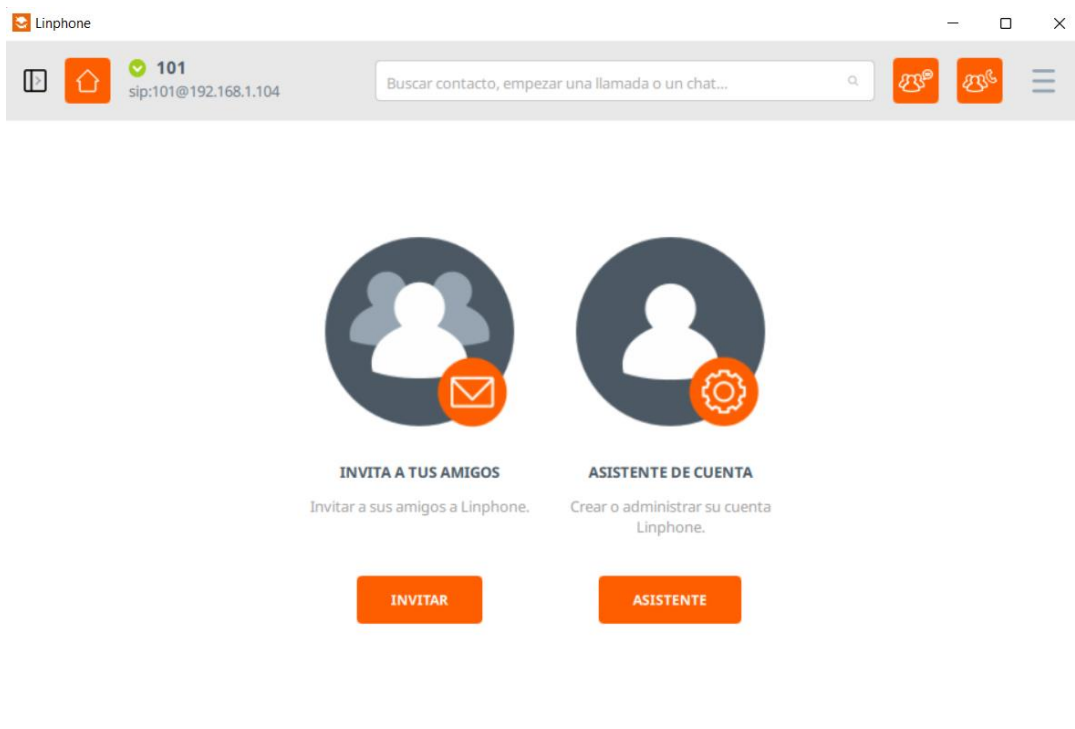 Linphone
101
sip:101@192.168.1.104
Buscar contacto, empezar una llamada o un chat...
INVITA A TUS AMIGOS
Invitar a sus amigos a Linphone.
INVITAR
ASISTENTE DE CUENTA
Crear o administrar su cuenta
Linphone.
ASISTENTE